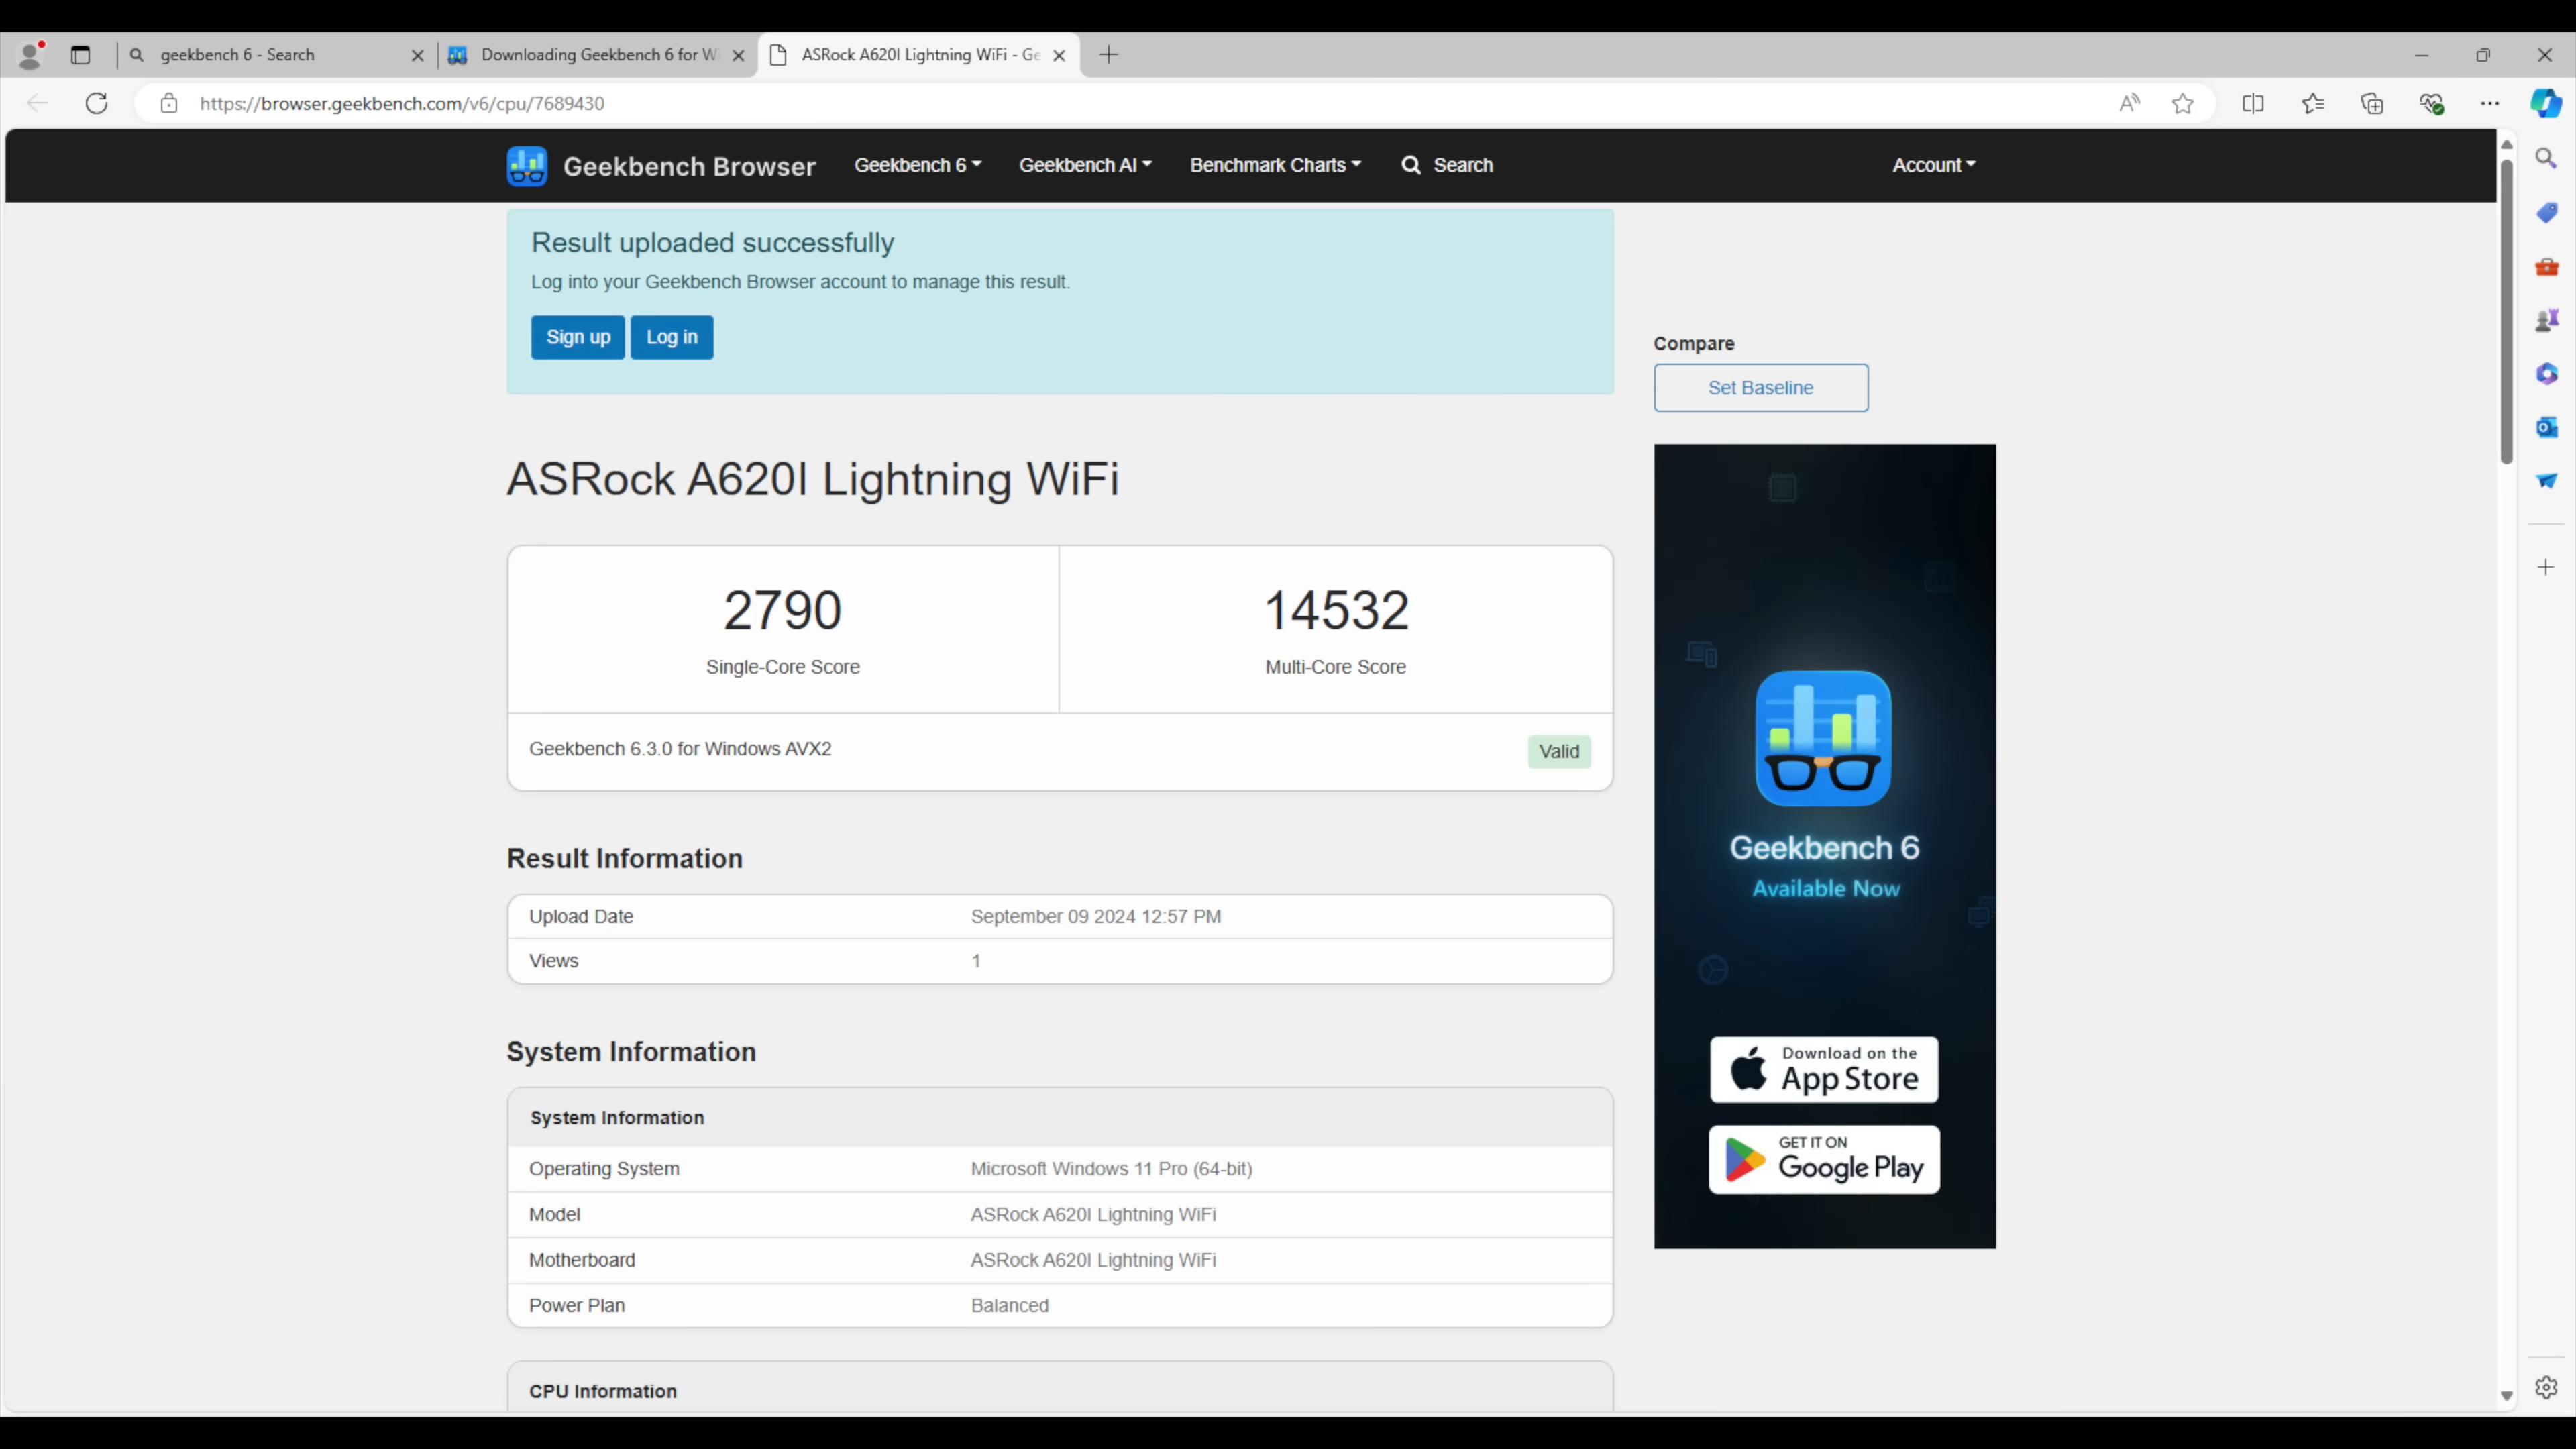 geekbench 6 - Search
Downloading Geekbench 6 for Wi
ASRock A620I Lightning WiFi - Ge
https://browser.geekbench.com/v6/cpu/7689430
Geekbench Browser
Geekbench 6
Geekbench AI
Benchmark Charts
Search
Account
Result uploaded successfully
Log into your Geekbench Browser account to manage this result.
Sign up
Log in
Compare
Set Baseline
ASRock A620I Lightning WiFi
2790
14532
Single-Core Score
Multi-Core Score
Geekbench 6.3.0 for Windows AVX2
Valid
Result Information
Upload Date September 09 2024 12:57 PM
Views 1
System Information
System Information
Operating System Microsoft Windows 11 Pro (64-bit)
Model ASRock A620I Lightning WiFi
Motherboard ASRock A620I Lightning WiFi
Power Plan Balanced
CPU Information
Geekbench 6
Available Now
Download on the
App Store
GET IT ON
Google Play